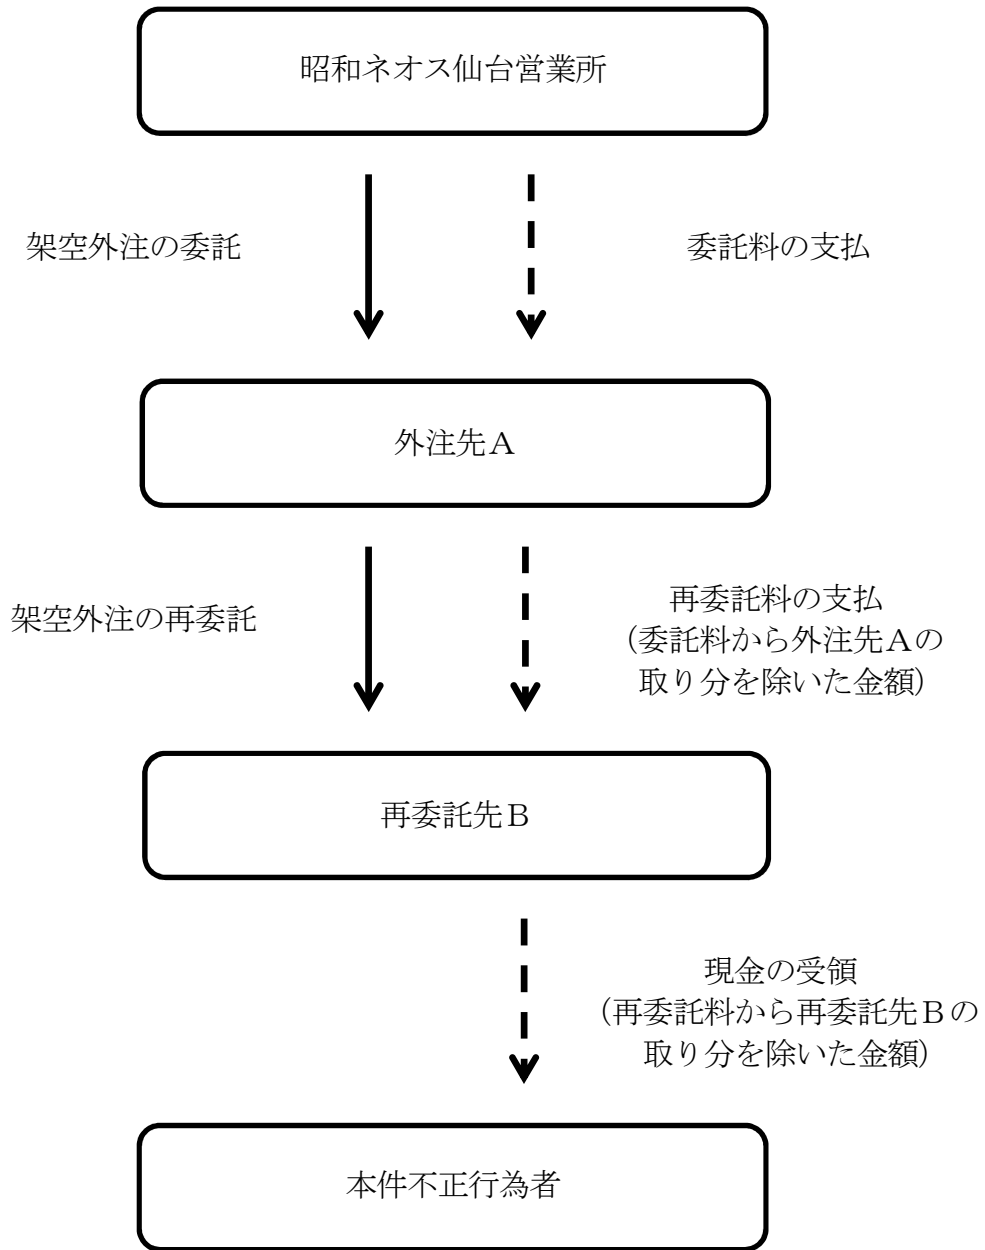 昭和ネオス仙台営業所
架空外注の委託
委託料の支払
外注先A
架空外注の再委託
再委託料の支払
（委託料から外注先Aの
取り分を除いた金額）
再委託先B
現金の受領
（再委託料から再委託先Bの
取り分を除いた金額）
本件不正行為者